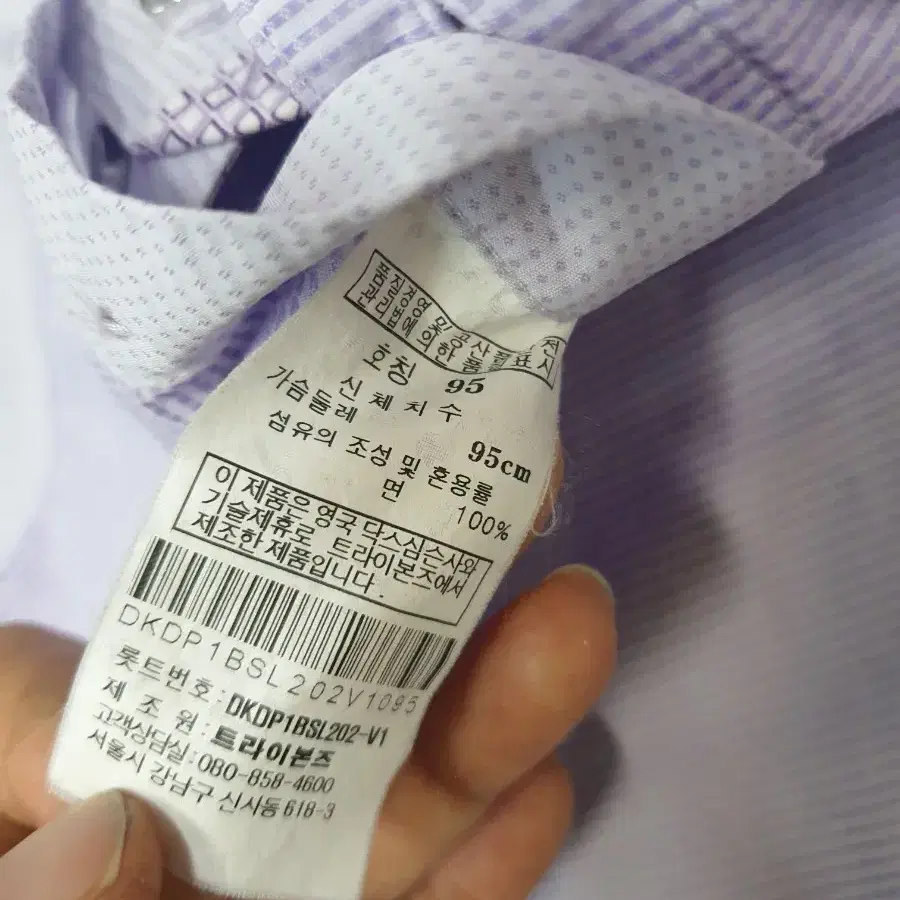 품질경영 및 공산품 안전
관리법에 의한 품질표시
호칭 95
신체치수
가슴둘레 95cm
섬유의 조성 및 혼용률
면 100%
이 제품은 영국 닥스심슨사와
기술제휴로 트라이본즈에서
제조한 제품입니다.
DKDP1BSL202V1095
롯트번호: DKDP1BSL202-V1
제 조 원: 트라이본즈
고객상담실: 080-858-4600
서울시 강남구 신사동 618-3